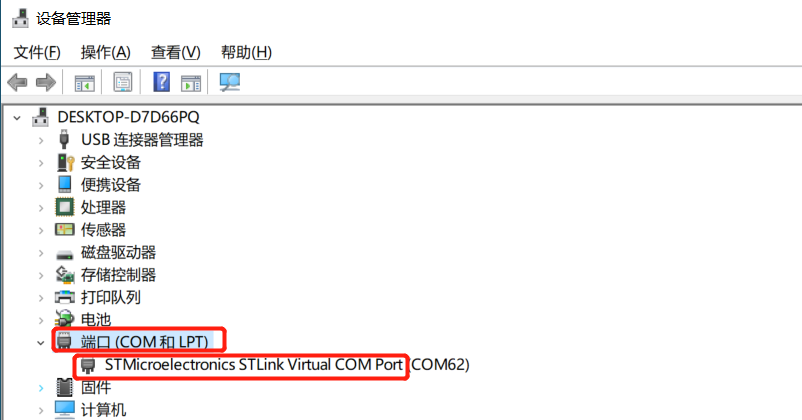 设备管理器
文件(F) 操作(A) 查看(V) 帮助(H)
?
DESKTOP-D7D66PQ
USB 连接器管理器
安全设备
便携设备
处理器
传感器
磁盘驱动器
存储控制器
打印队列
电池
端口 (COM 和 LPT)
STMicroelectronics STLink Virtual COM Port (COM62)
固件
计算机